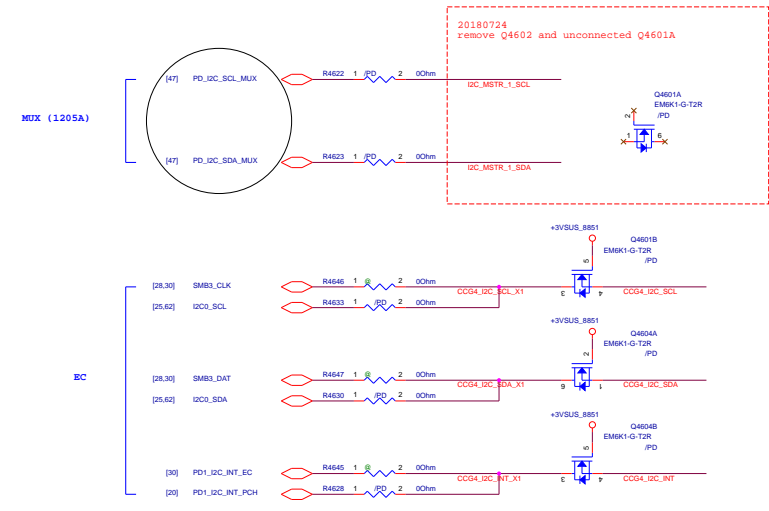 20180724
remove Q4602 and unconnected Q4601A
[47] PD_I2C_SCL_MUX R4622 1 /PD 2 0Ohm
I2C_MSTR_1_SCL
Q4601A
EM6K1-G-T2R
/PD
2
1 6
MUX (1205A)
[47] PD_I2C_SDA_MUX R4623 1 /PD 2 0Ohm
I2C_MSTR_1_SDA
+3VSUS_8851
Q4601B
EM6K1-G-T2R
/PD
5
[28,30] SMB3_CLK R4646 1 @ 2 0Ohm
CCG4_I2C_SCL_X1 3 4 CCG4_I2C_SCL
[25,62] I2C0_SCL R4633 1 /PD 2 0Ohm
+3VSUS_8851
Q4604A
EM6K1-G-T2R
/PD
2
EC
[28,30] SMB3_DAT R4647 1 @ 2 0Ohm
CCG4_I2C_SDA_X1 6 1 CCG4_I2C_SDA
[25,62] I2C0_SDA R4630 1 /PD 2 0Ohm
+3VSUS_8851
Q4604B
EM6K1-G-T2R
/PD
5
[30] PD1_I2C_INT_EC R4645 1 @ 2 0Ohm
CCG4_I2C_INT_X1 3 4 CCG4_I2C_INT
[20] PD1_I2C_INT_PCH R4628 1 /PD 2 0Ohm